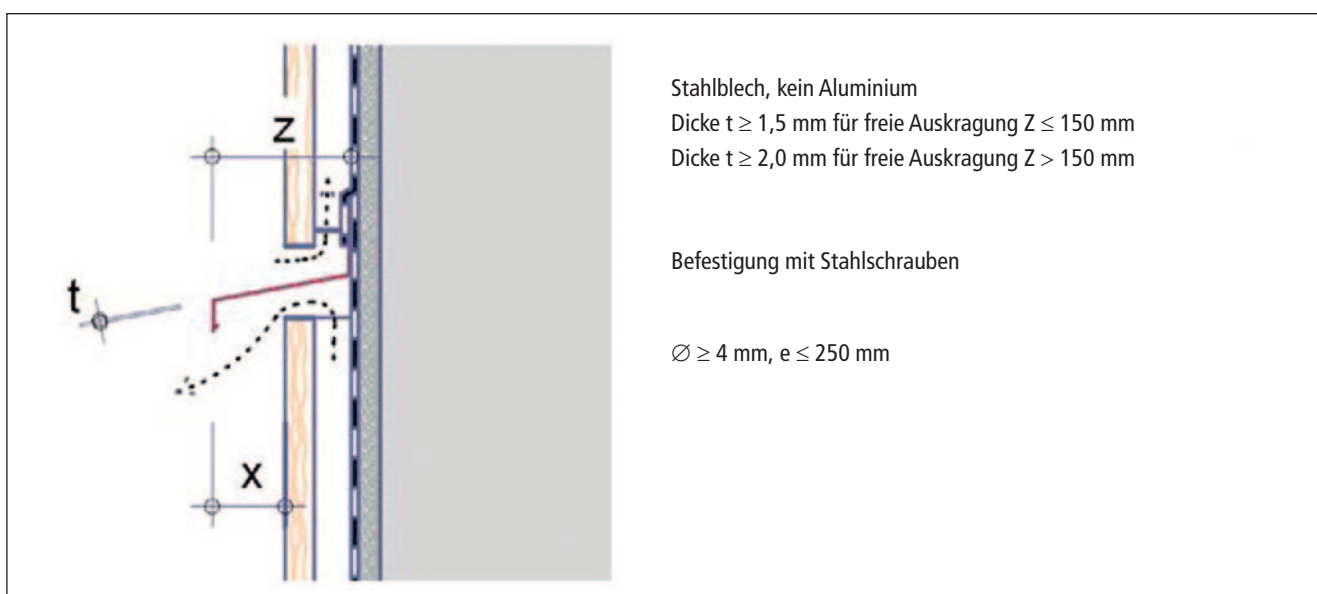 Stahlblech, kein Aluminium
Dicke t ≥ 1,5 mm für freie Auskragung Z ≤ 150 mm
Dicke t ≥ 2,0 mm für freie Auskragung Z > 150 mm
Befestigung mit Stahlschrauben
∅ ≥ 4 mm, e ≤ 250 mm
z
t
x